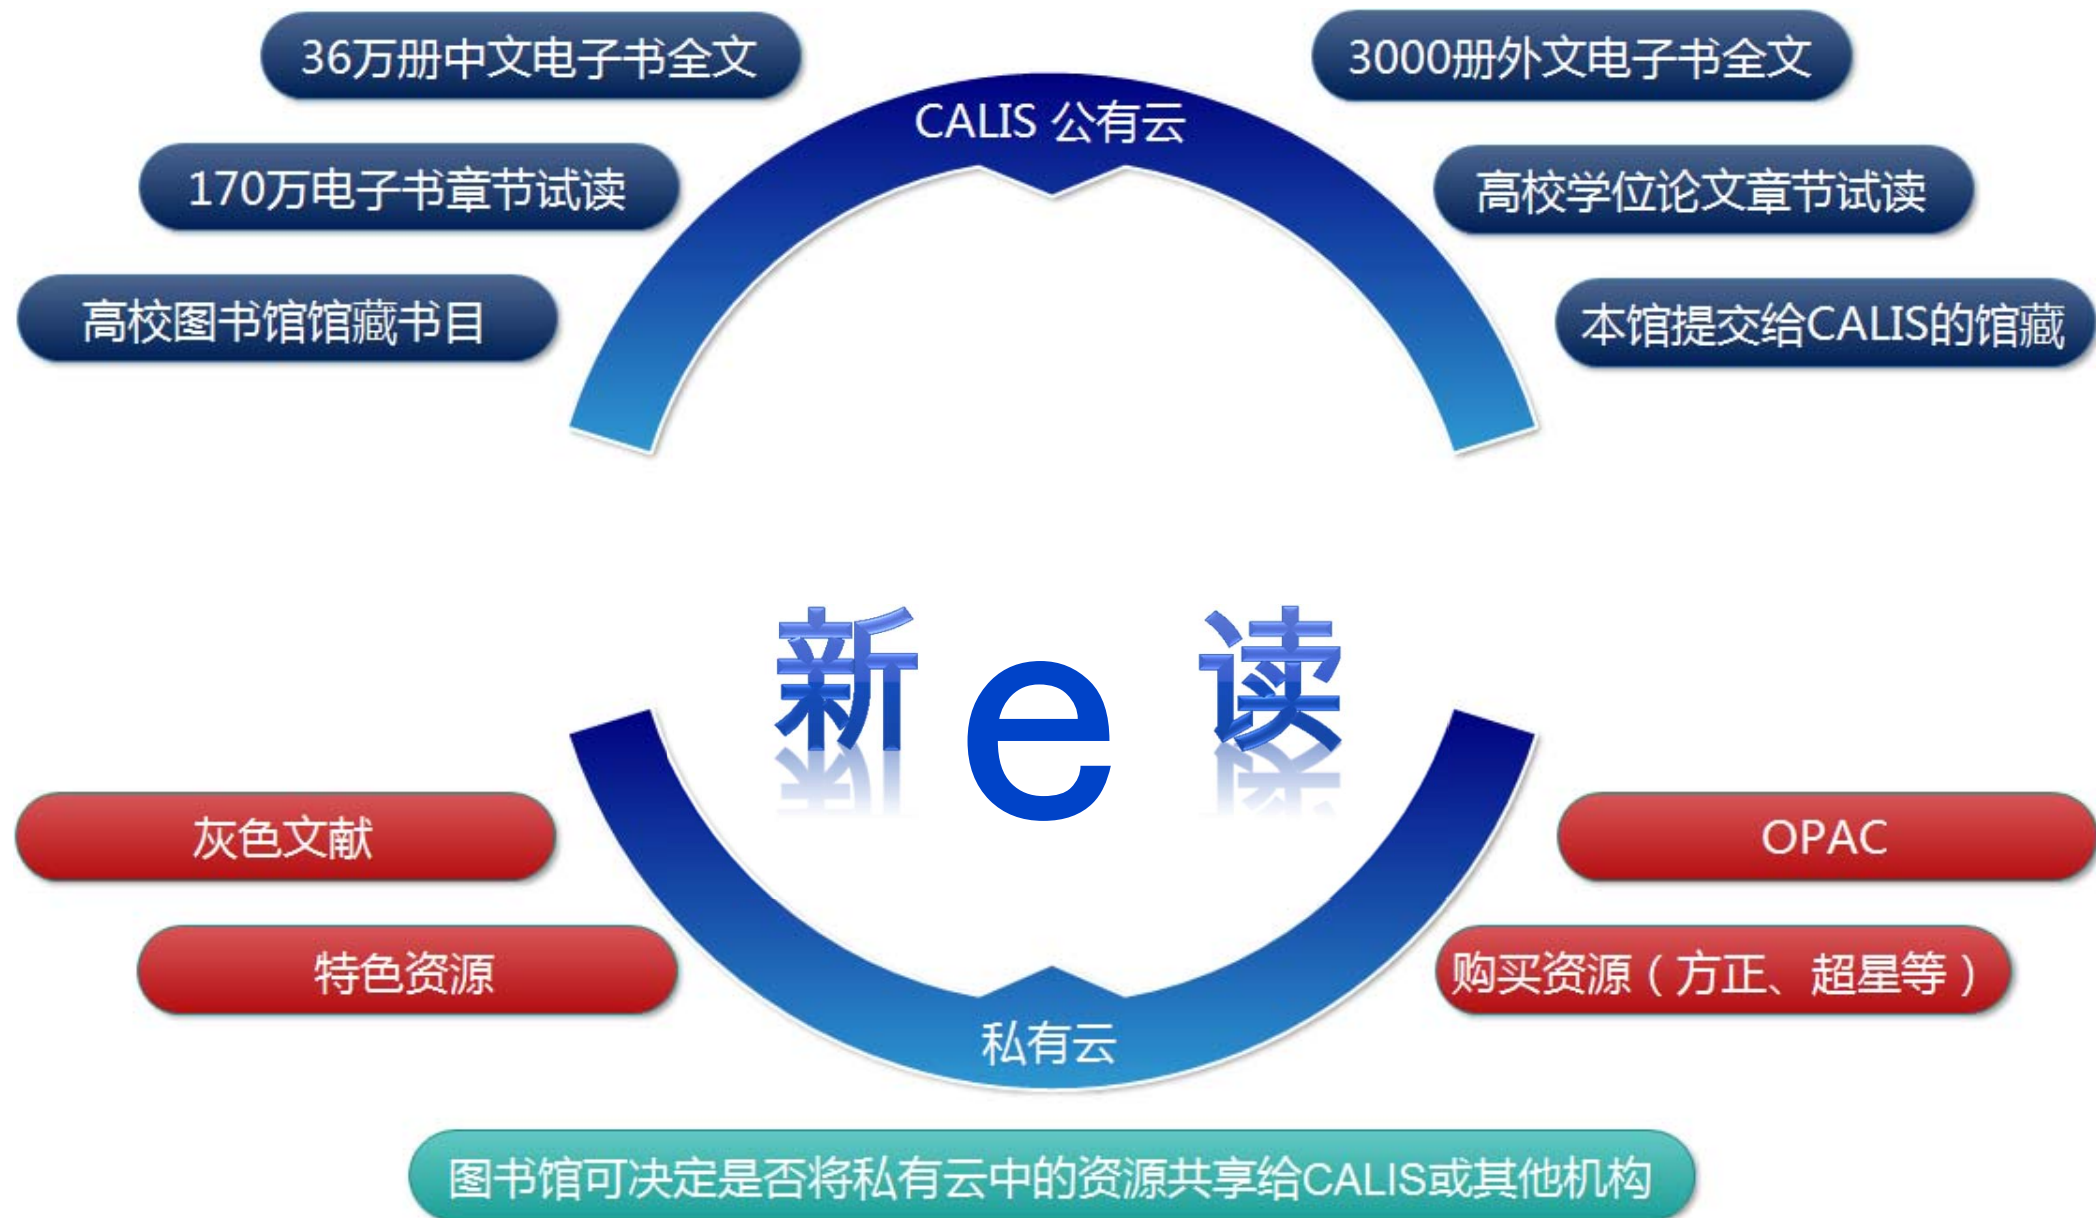 36万册中文电子书全文
3000册外文电子书全文
CALIS 公有云
170万电子书章节试读
高校学位论文章节试读
高校图书馆馆藏书目
本馆提交给CALIS的馆藏
新e读
灰色文献
OPAC
特色资源
购买资源（方正、超星等）
私有云
图书馆可决定是否将私有云中的资源共享给CALIS或其他机构